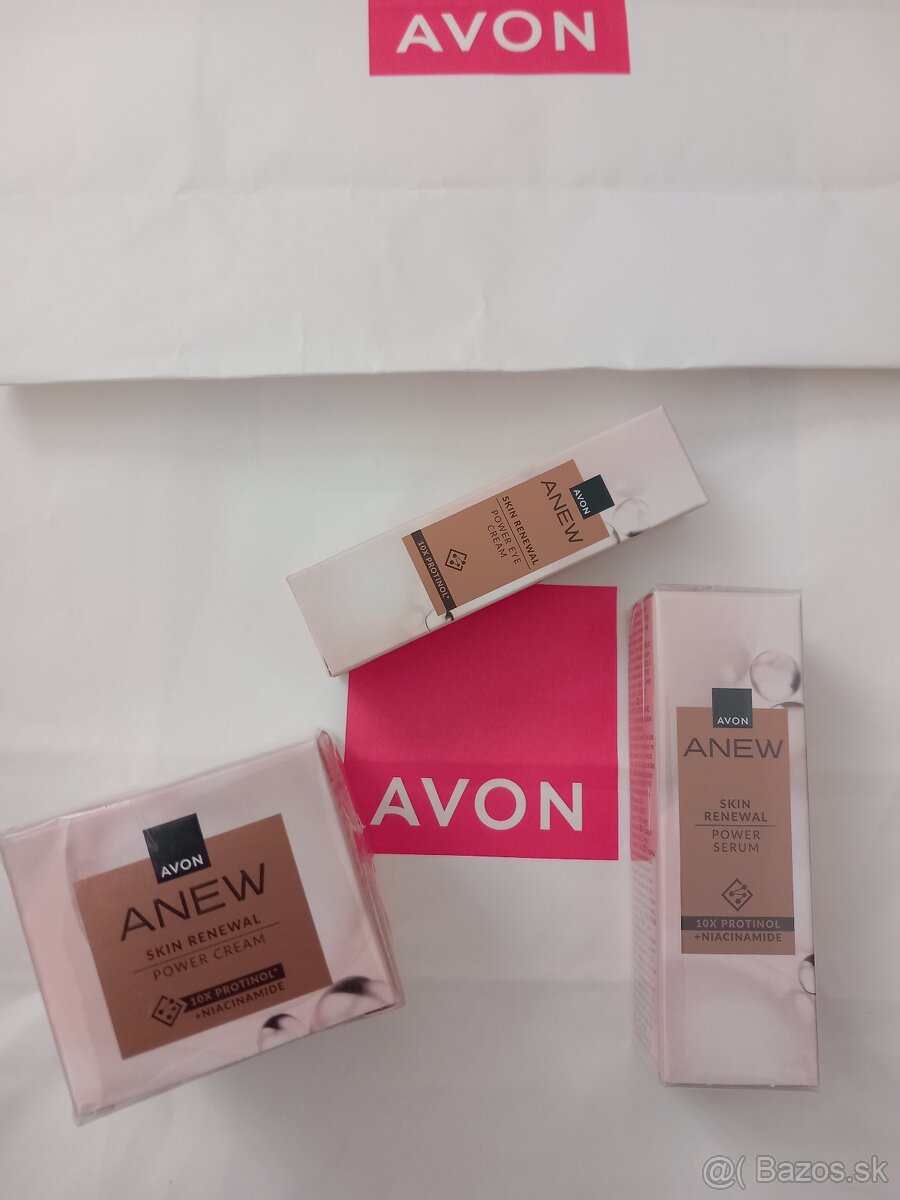 AVON
AVON
ANEW
SKIN RENEWAL
POWER EYE
CREAM
10X PROTINOL*
AVON
AVON
ANEW
SKIN RENEWAL
POWER CREAM
10X PROTINOL*
+NIACINAMIDE
AVON
ANEW
SKIN
RENEWAL
POWER
SERUM
10X PROTINOL
+NIACINAMIDE
@( Bazos.sk